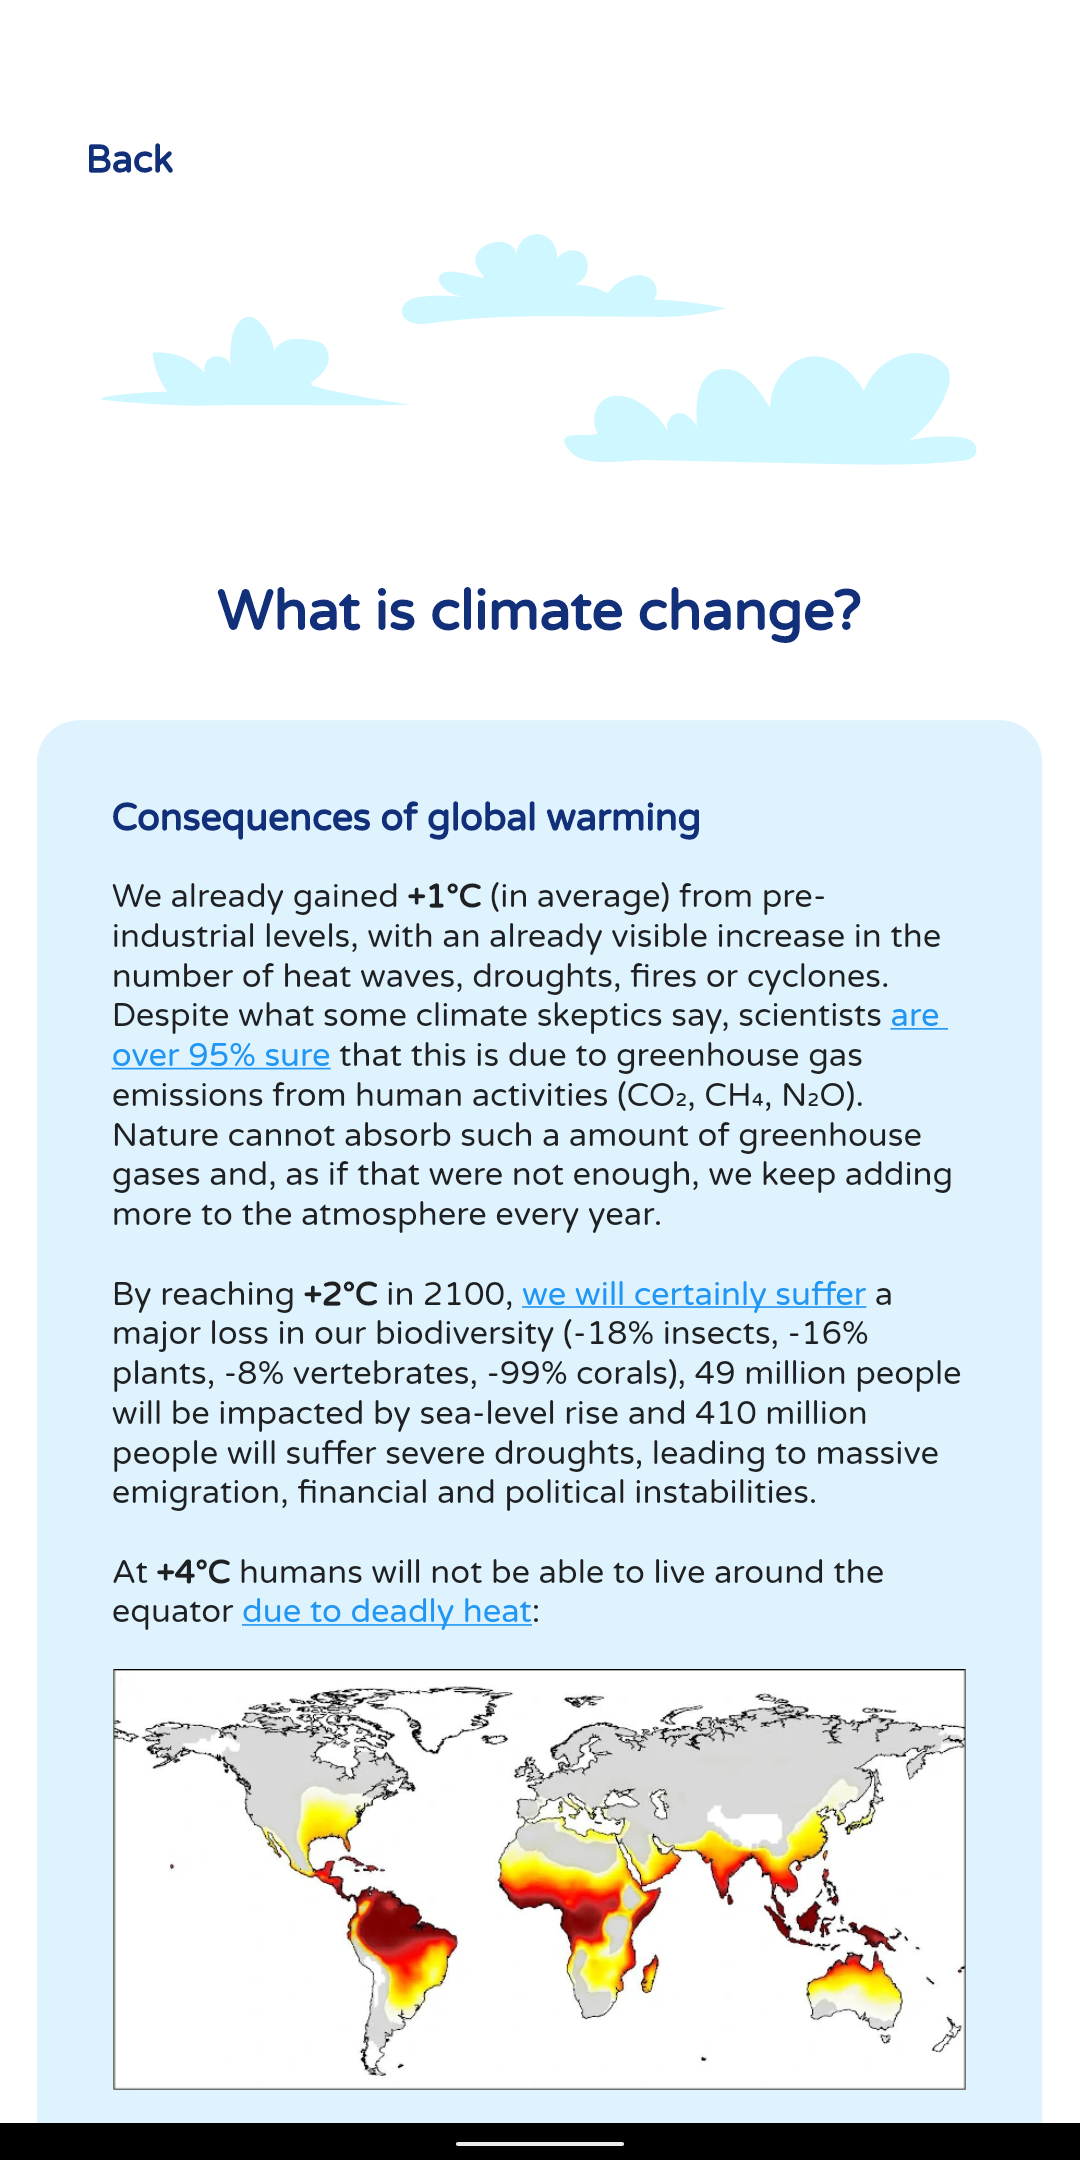 Back
What is climate change?
Consequences of global warming
We already gained +1°C (in average) from pre-
industrial levels, with an already visible increase in the
number of heat waves, droughts, fires or cyclones.
Despite what some climate skeptics say, scientists are
over 95% sure that this is due to greenhouse gas
emissions from human activities (CO₂, CH₄, N₂O).
Nature cannot absorb such a amount of greenhouse
gases and, as if that were not enough, we keep adding
more to the atmosphere every year.
By reaching +2°C in 2100, we will certainly suffer a
major loss in our biodiversity (-18% insects, -16%
plants, -8% vertebrates, -99% corals), 49 million people
will be impacted by sea-level rise and 410 million
people will suffer severe droughts, leading to massive
emigration, financial and political instabilities.
At +4°C humans will not be able to live around the
equator due to deadly heat: